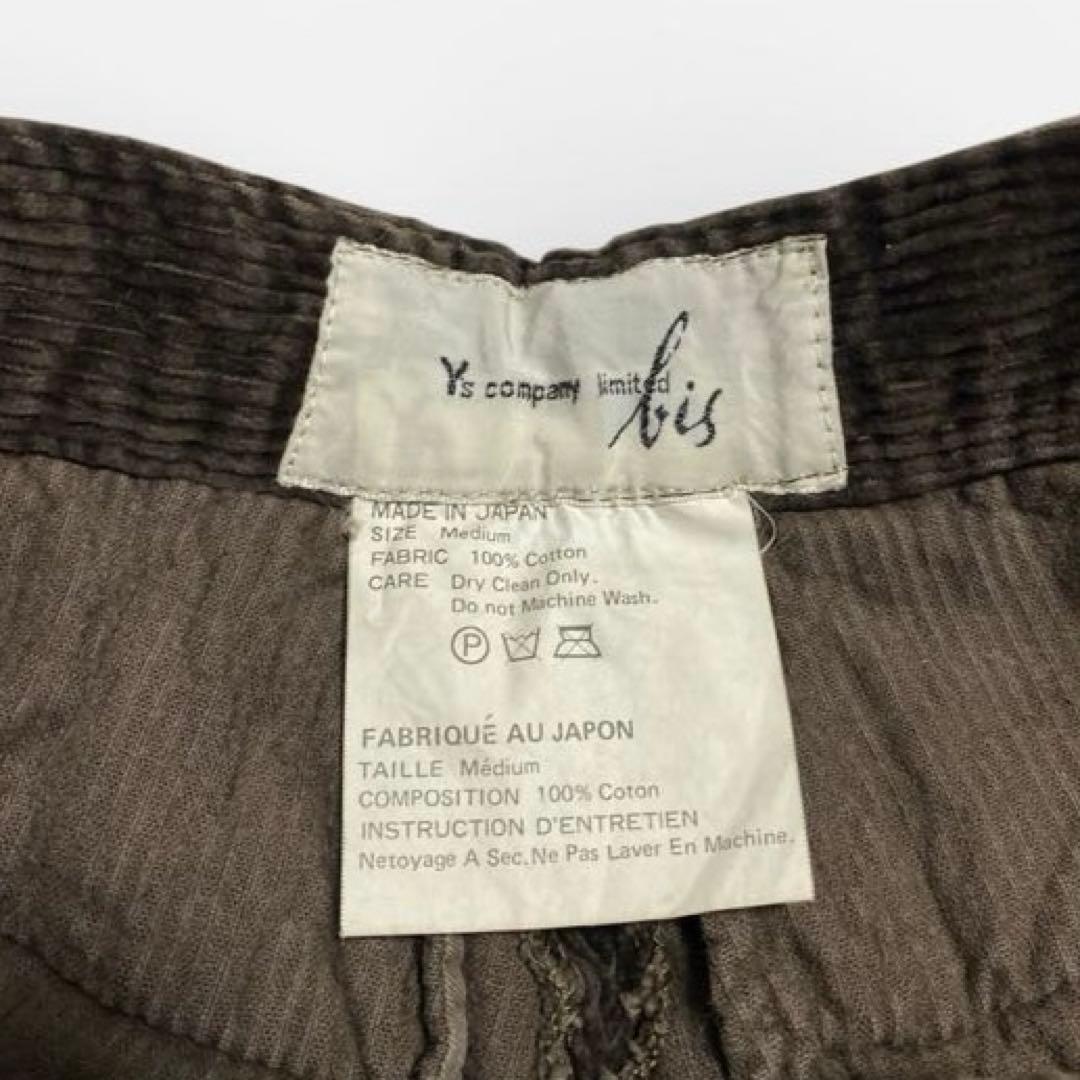 Y's company limited
bis
MADE IN JAPAN
SIZE Medium
FABRIC 100% Cotton
CARE Dry Clean Only.
Do not Machine Wash.
P
FABRIQUÉ AU JAPON
TAILLE Médium
COMPOSITION 100% Coton
INSTRUCTION D'ENTRETIEN
Netoyage A Sec. Ne Pas Laver En Machine.